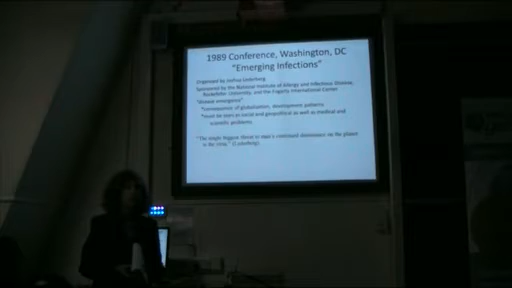 1989 Conference, Washington, DC
"Emerging Infections"
Organized by Joshua Lederberg
Sponsored by the National Institute of Allergy and Infectious Disease,
Rockefeller University, and the Fogarty International Center
"disease emergence"
*consequence of globalization, development patterns
*must be seen as social and geopolitical as well as medical and
scientific problems
"The single biggest threat to man's continued dominance on the planet
is the virus." (Lederberg)